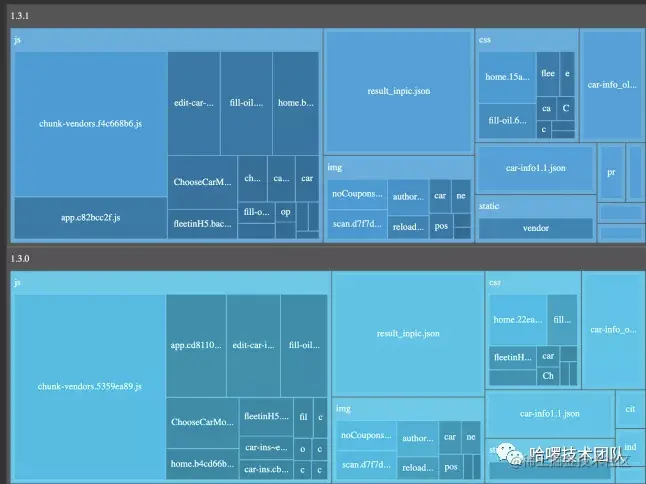 1.3.1
js
chunk-vendors.f4c668b6.js
app.c82bcc2f.js
edit-car-...
fill-oil....
home.b...
ChooseCarM...
fleetinH5.bac...
ch...
ca...
car
fill-o...
op
result_inpic.json
img
noCoupons...
author...
car
ne
scan.d7f7d...
reload...
pos
css
home.15a...
flee
e
fill-oil.6...
ca
C
c
car-info_ol...
car-info1.1.json
pr
static
vendor
1.3.0
js
chunk-vendors.5359ea89.js
app.cd8110...
edit-car-i...
fill-oil...
ChooseCarMo...
home.b4cd66b...
fleetinH5....
fil
c
car-ins~e...
o
c
car-ins.cb...
c
c
result_inpic.json
img
noCoupons...
author...
car
ne
scan.d7f7d...
reload...
pos
css
home.22ea...
fill...
fleetinH...
car
Ch
car-info_o...
car-info1.1.json
cit
ind
哈啰技术团队